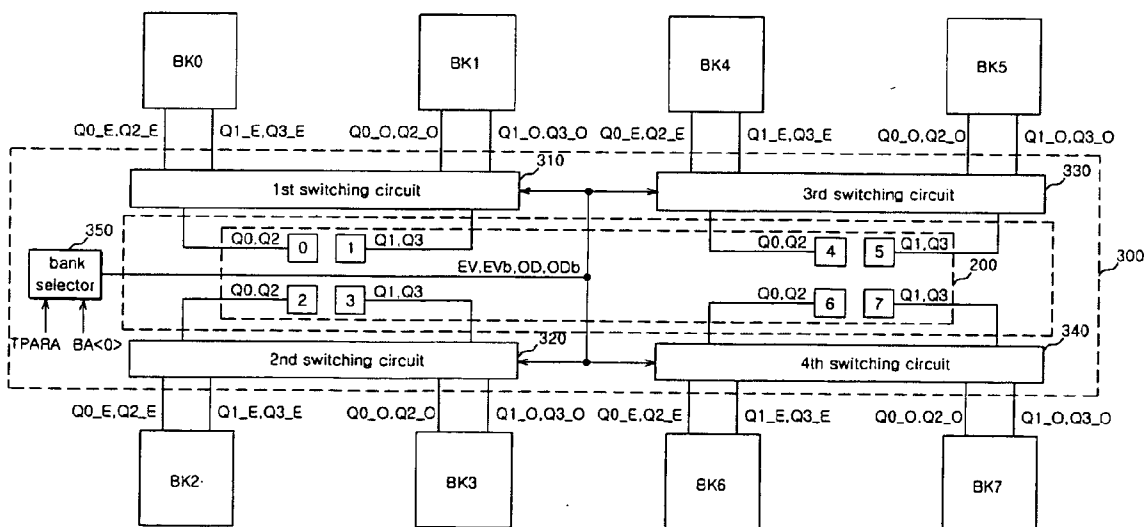 BK0
BK1
BK4
BK5
Q0_E,Q2_E
Q1_E,Q3_E
Q0_O,Q2_O
Q1_O,Q3_O
Q0_E,Q2_E
Q1_E,Q3_E
Q0_O,Q2_O
Q1_O,Q3_O
310
330
1st switching circuit
3rd switching circuit
350
bank
selector
Q0,Q2
0
1
Q1,Q3
Q0,Q2
4
5
Q1,Q3
EV,EVb,OD,ODb
200
300
Q0,Q2
2
3
Q1,Q3
Q0,Q2
6
7
Q1,Q3
TPARA
BA<0>
320
340
2nd switching circuit
4th switching circuit
Q0_E,Q2_E
Q1_E,Q3_E
Q0_O,Q2_O
Q1_O,Q3_O
Q0_E,Q2_E
Q1_E,Q3_E
Q0_O,Q2_O
Q1_O,Q3_O
BK2
BK3
BK6
BK7